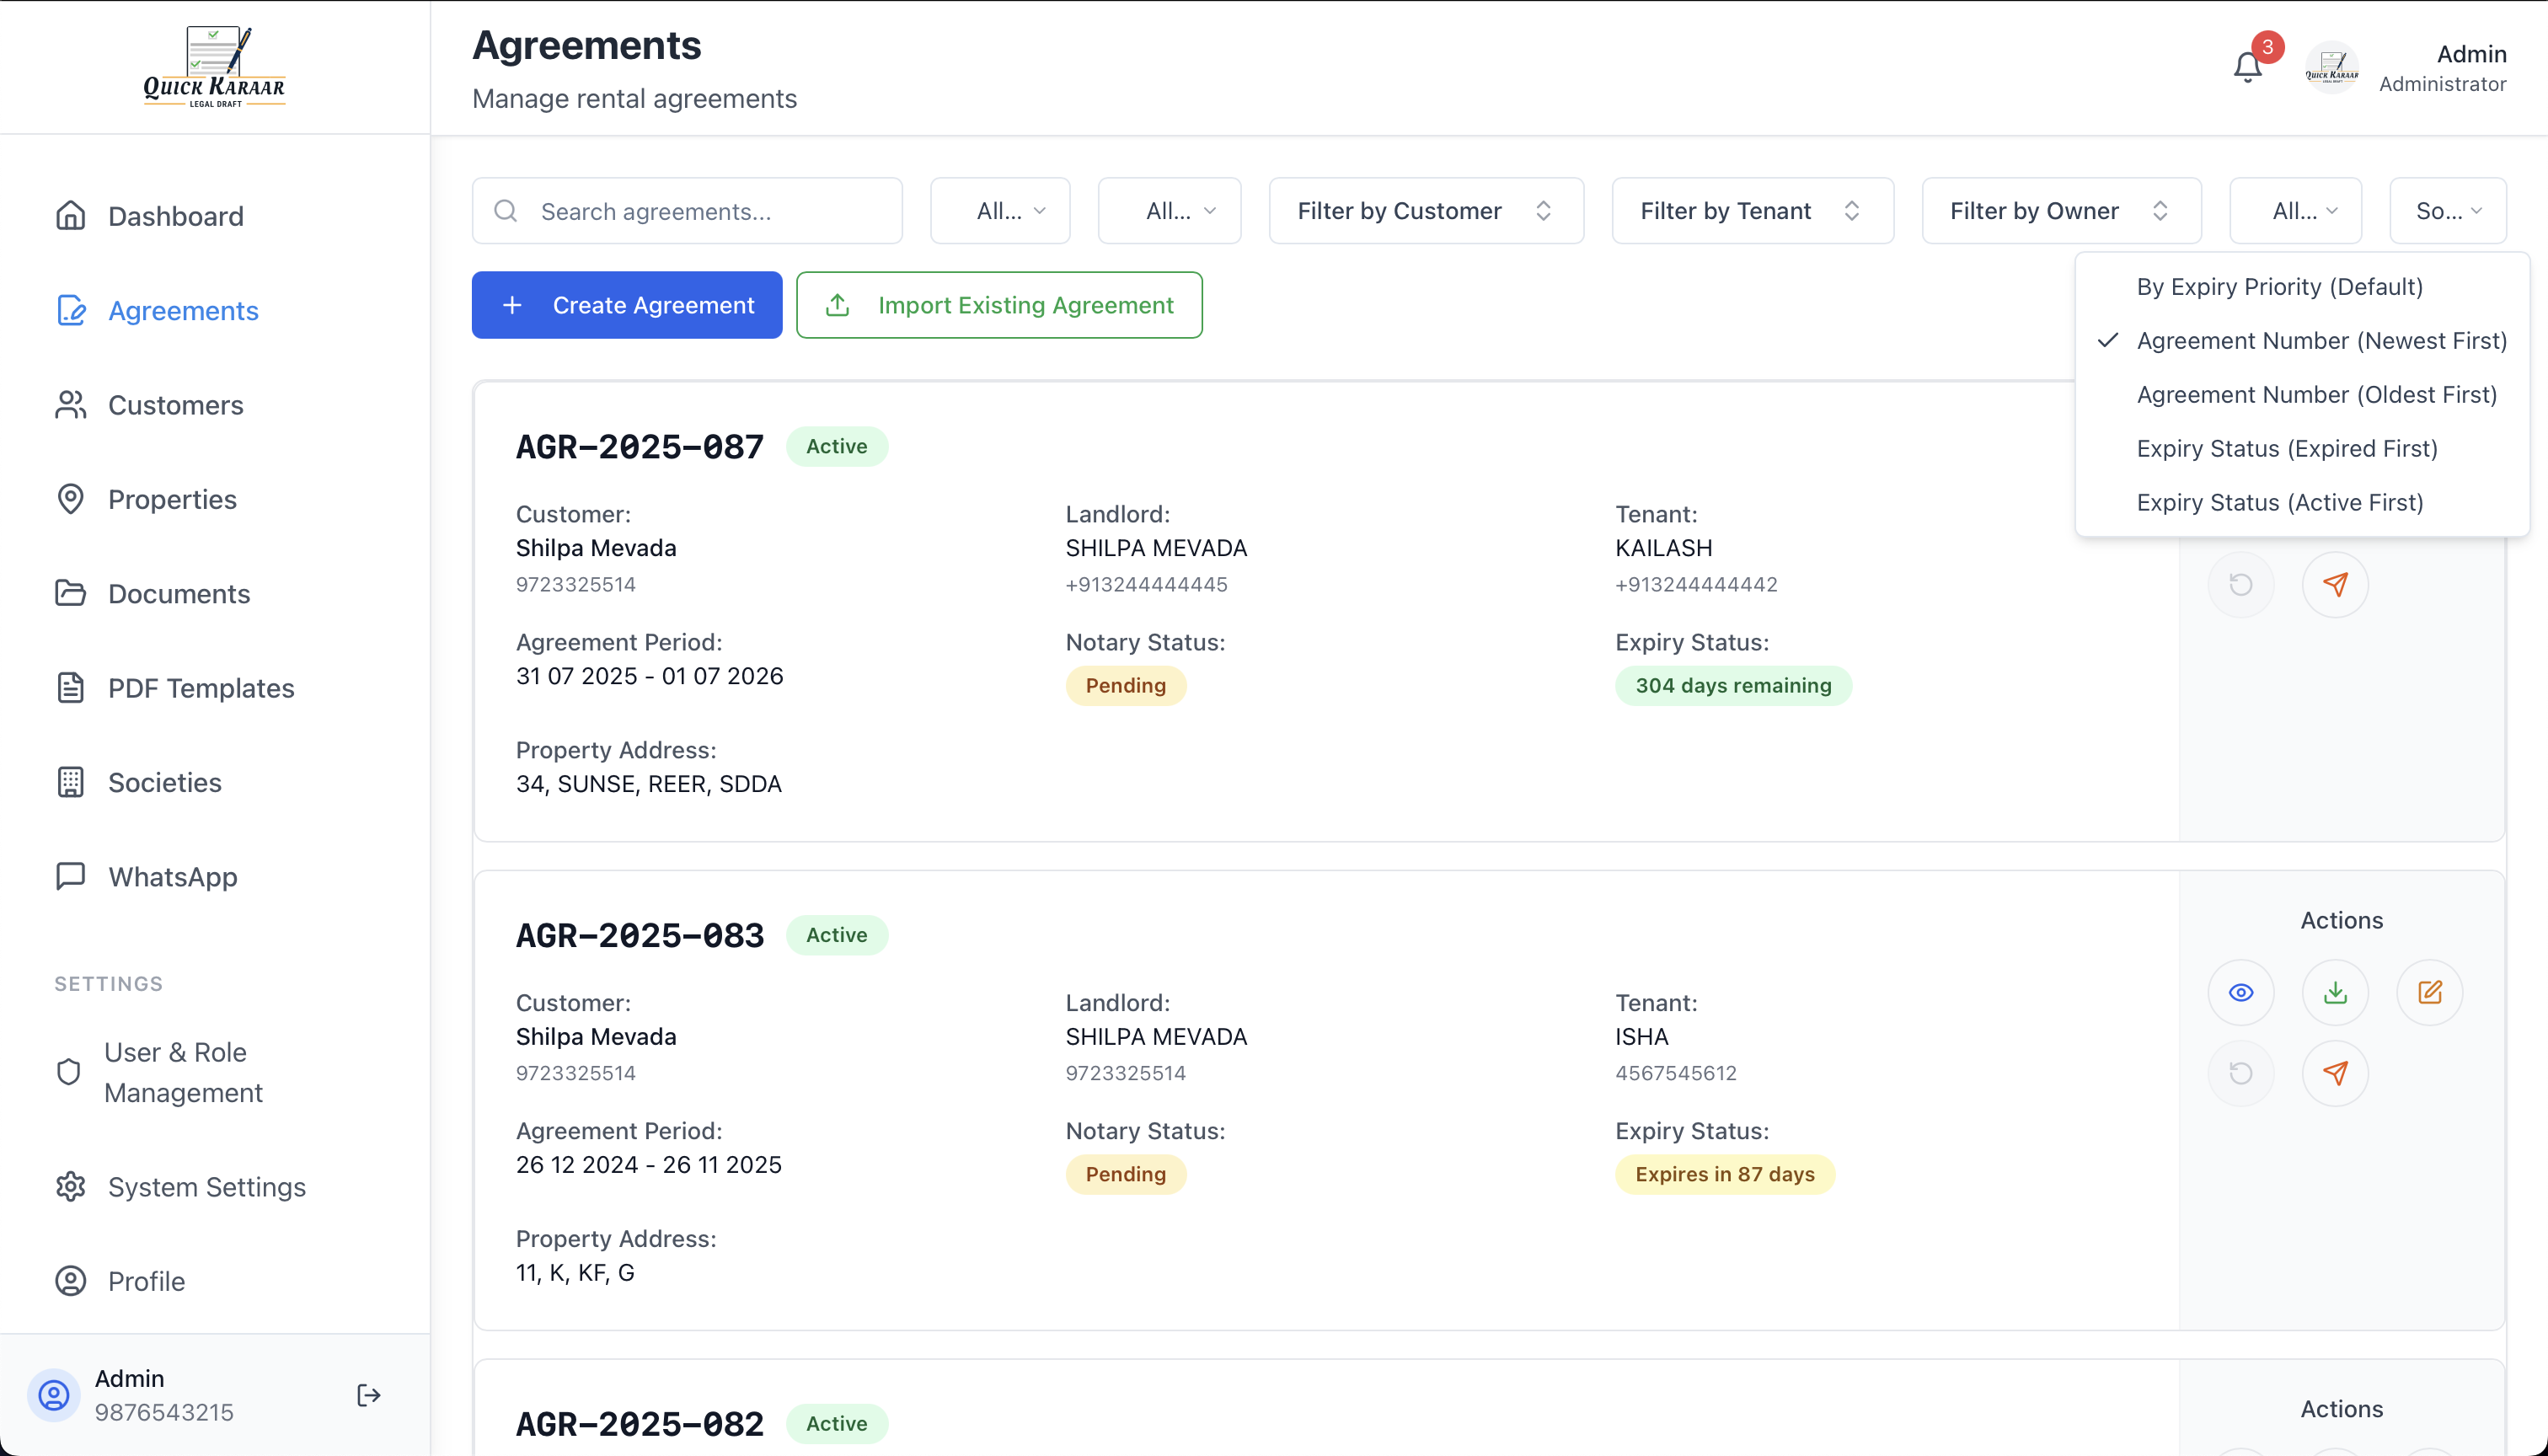 QUICK KARAAR
LEGAL DRAFT
Dashboard
Agreements
Customers
Properties
Documents
PDF Templates
Societies
WhatsApp
SETTINGS
User & Role
Management
System Settings
Profile
Admin
9876543215
Agreements
Manage rental agreements
3
QUICK KARAAR
LEGAL DRAFT
Admin
Administrator
Search agreements...
All...
All...
Filter by Customer
Filter by Tenant
Filter by Owner
All...
So...
Create Agreement
Import Existing Agreement
By Expiry Priority (Default)
Agreement Number (Newest First)
Agreement Number (Oldest First)
Expiry Status (Expired First)
Expiry Status (Active First)
AGR-2025-087
Active
Customer:
Shilpa Mevada
9723325514
Landlord:
SHILPA MEVADA
+913244444445
Tenant:
KAILASH
+913244444442
Agreement Period:
31 07 2025 - 01 07 2026
Notary Status:
Pending
Expiry Status:
304 days remaining
Property Address:
34, SUNSE, REER, SDDA
AGR-2025-083
Active
Customer:
Shilpa Mevada
9723325514
Landlord:
SHILPA MEVADA
9723325514
Tenant:
ISHA
4567545612
Agreement Period:
26 12 2024 - 26 11 2025
Notary Status:
Pending
Expiry Status:
Expires in 87 days
Property Address:
11, K, KF, G
Actions
AGR-2025-082
Active
Actions